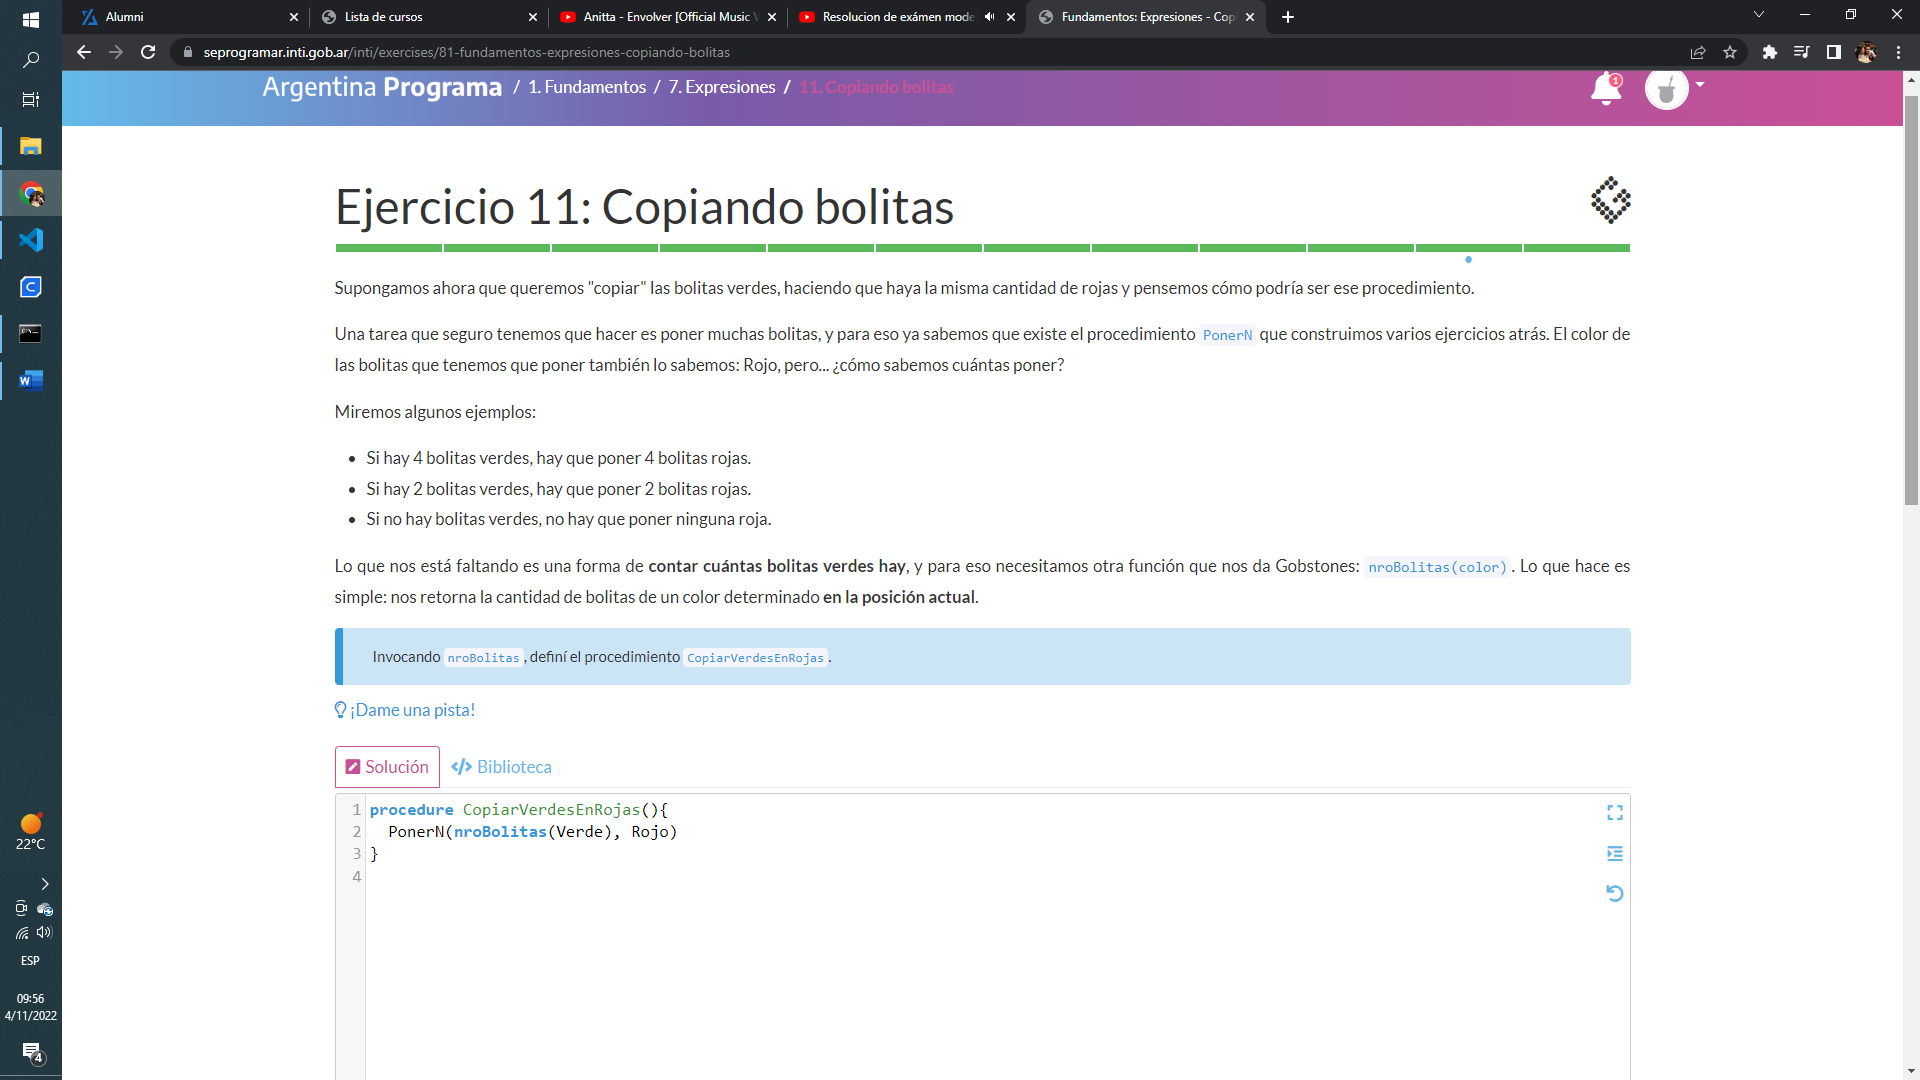 Alumni
Lista de cursos
Anitta - Envolver [Official Music V
Resolucion de exámen mode
Fundamentos: Expresiones - Cop
seprogramar.inti.gob.ar/inti/exercises/81-fundamentos-expresiones-copiando-bolitas
Argentina Programa / 1. Fundamentos / 7. Expresiones / 11. Copiando bolitas
1
Ejercicio 11: Copiando bolitas
Supongamos ahora que queremos "copiar" las bolitas verdes, haciendo que haya la misma cantidad de rojas y pensemos cómo podría ser ese procedimiento.
Una tarea que seguro tenemos que hacer es poner muchas bolitas, y para eso ya sabemos que existe el procedimiento PonerN que construimos varios ejercicios atrás. El color de
las bolitas que tenemos que poner también lo sabemos: Rojo, pero... ¿cómo sabemos cuántas poner?
Miremos algunos ejemplos:
• Si hay 4 bolitas verdes, hay que poner 4 bolitas rojas.
• Si hay 2 bolitas verdes, hay que poner 2 bolitas rojas.
• Si no hay bolitas verdes, no hay que poner ninguna roja.
Lo que nos está faltando es una forma de contar cuántas bolitas verdes hay, y para eso necesitamos otra función que nos da Gobstones: nroBolitas(color). Lo que hace es
simple: nos retorna la cantidad de bolitas de un color determinado en la posición actual.
Invocando nroBolitas, definí el procedimiento CopiarVerdesEnRojas.
¡Dame una pista!
Solución
</> Biblioteca
1 procedure CopiarVerdesEnRojas(){
2 PonerN(nroBolitas(Verde), Rojo)
3 }
4
22°C
ESP
09:56
4/11/2022
4